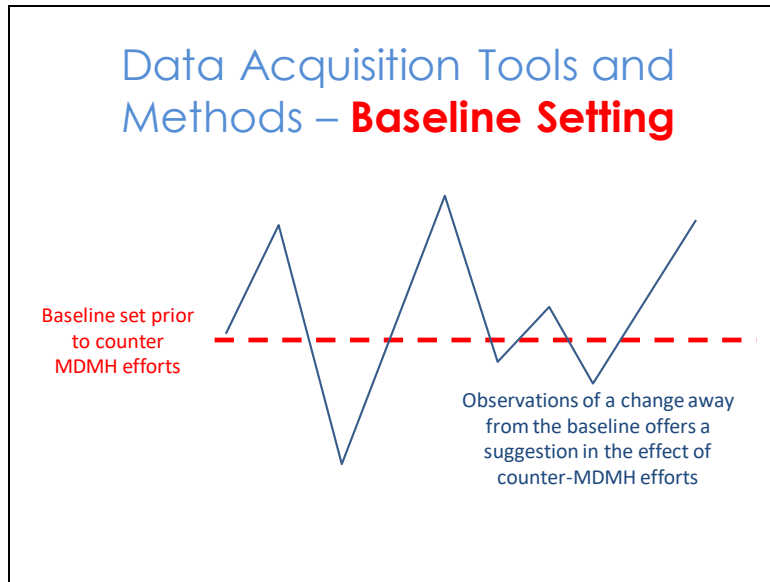 Data Acquisition Tools and
Methods – Baseline Setting
Baseline set prior
to counter
MDMH efforts
Observations of a change away
from the baseline offers a
suggestion in the effect of
counter-MDMH efforts